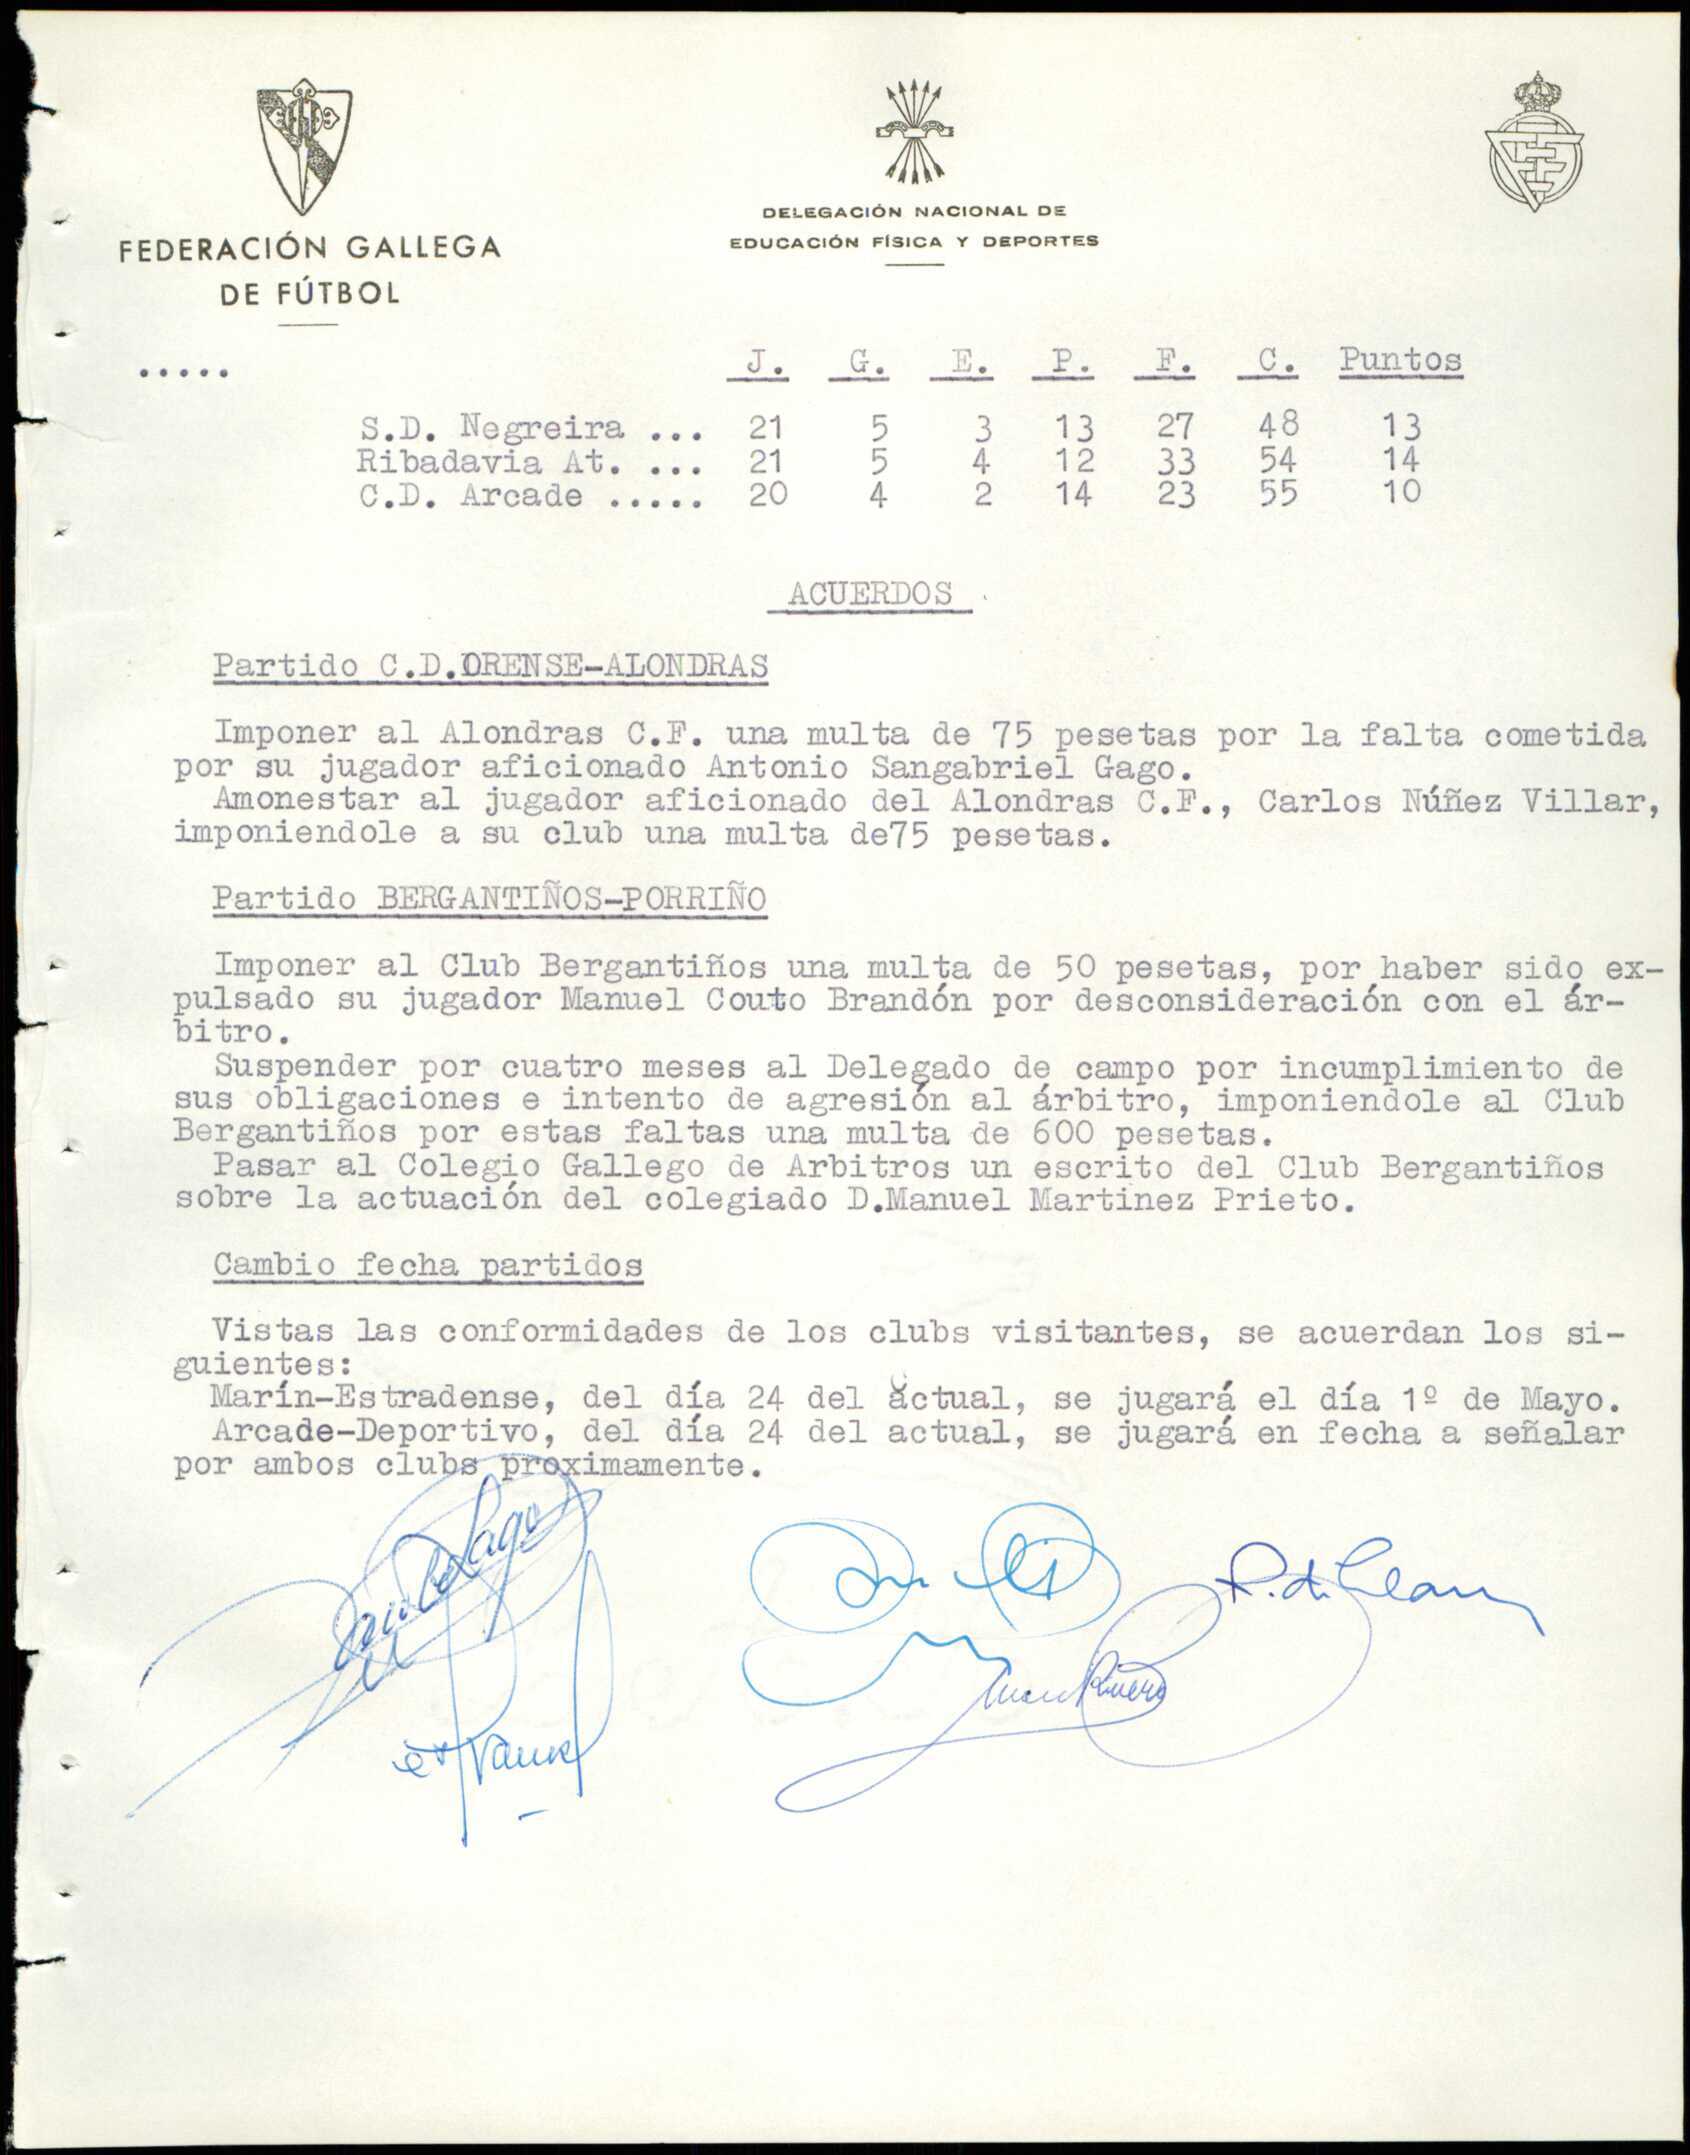 FEDERACIÓN GALLEGA
DE FÚTBOL
DELEGACIÓN NACIONAL DE
EDUCACIÓN FÍSICA Y DEPORTES
..... J. G. E. P. F. C. Puntos
S.D. Negreira ... 21 5 3 13 27 48 13
Ribadavia At. ... 21 5 4 12 33 54 14
C.D. Arcade ..... 20 4 2 14 23 55 10
ACUERDOS
Partido C.D.ORENSE-ALONDRAS
Imponer al Alondras C.F. una multa de 75 pesetas por la falta cometida
por su jugador aficionado Antonio Sangabriel Gago.
Amonestar al jugador aficionado del Alondras C.F., Carlos Núñez Villar,
imponiendole a su club una multa de75 pesetas.
Partido BERGANTIÑOS-PORRIÑO
Imponer al Club Bergantiños una multa de 50 pesetas, por haber sido ex-
pulsado su jugador Manuel Couto Brandón por desconsideración con el ár-
bitro.
Suspender por cuatro meses al Delegado de campo por incumplimiento de
sus obligaciones e intento de agresión al árbitro, imponiendole al Club
Bergantiños por estas faltas una multa de 600 pesetas.
Pasar al Colegio Gallego de Arbitros un escrito del Club Bergantiños
sobre la actuación del colegiado D.Manuel Martinez Prieto.
Cambio fecha partidos
Vistas las conformidades de los clubs visitantes, se acuerdan los si-
guientes:
Marín-Estradense, del día 24 del actual, se jugará el día 1º de Mayo.
Arcade-Deportivo, del día 24 del actual, se jugará en fecha a señalar
por ambos clubs proximamente.